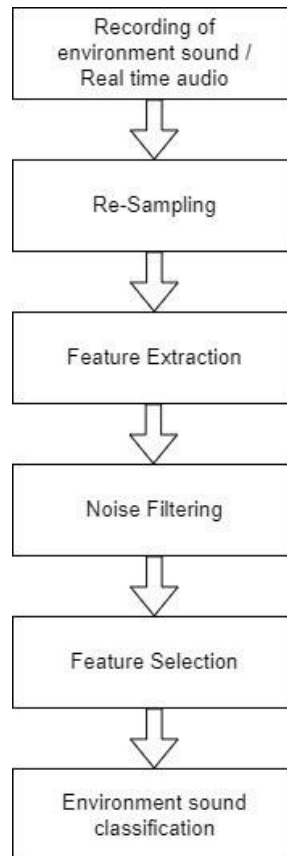 Recording of
environment sound /
Real time audio
Re-Sampling
Feature Extraction
Noise Filtering
Feature Selection
Environment sound
classification